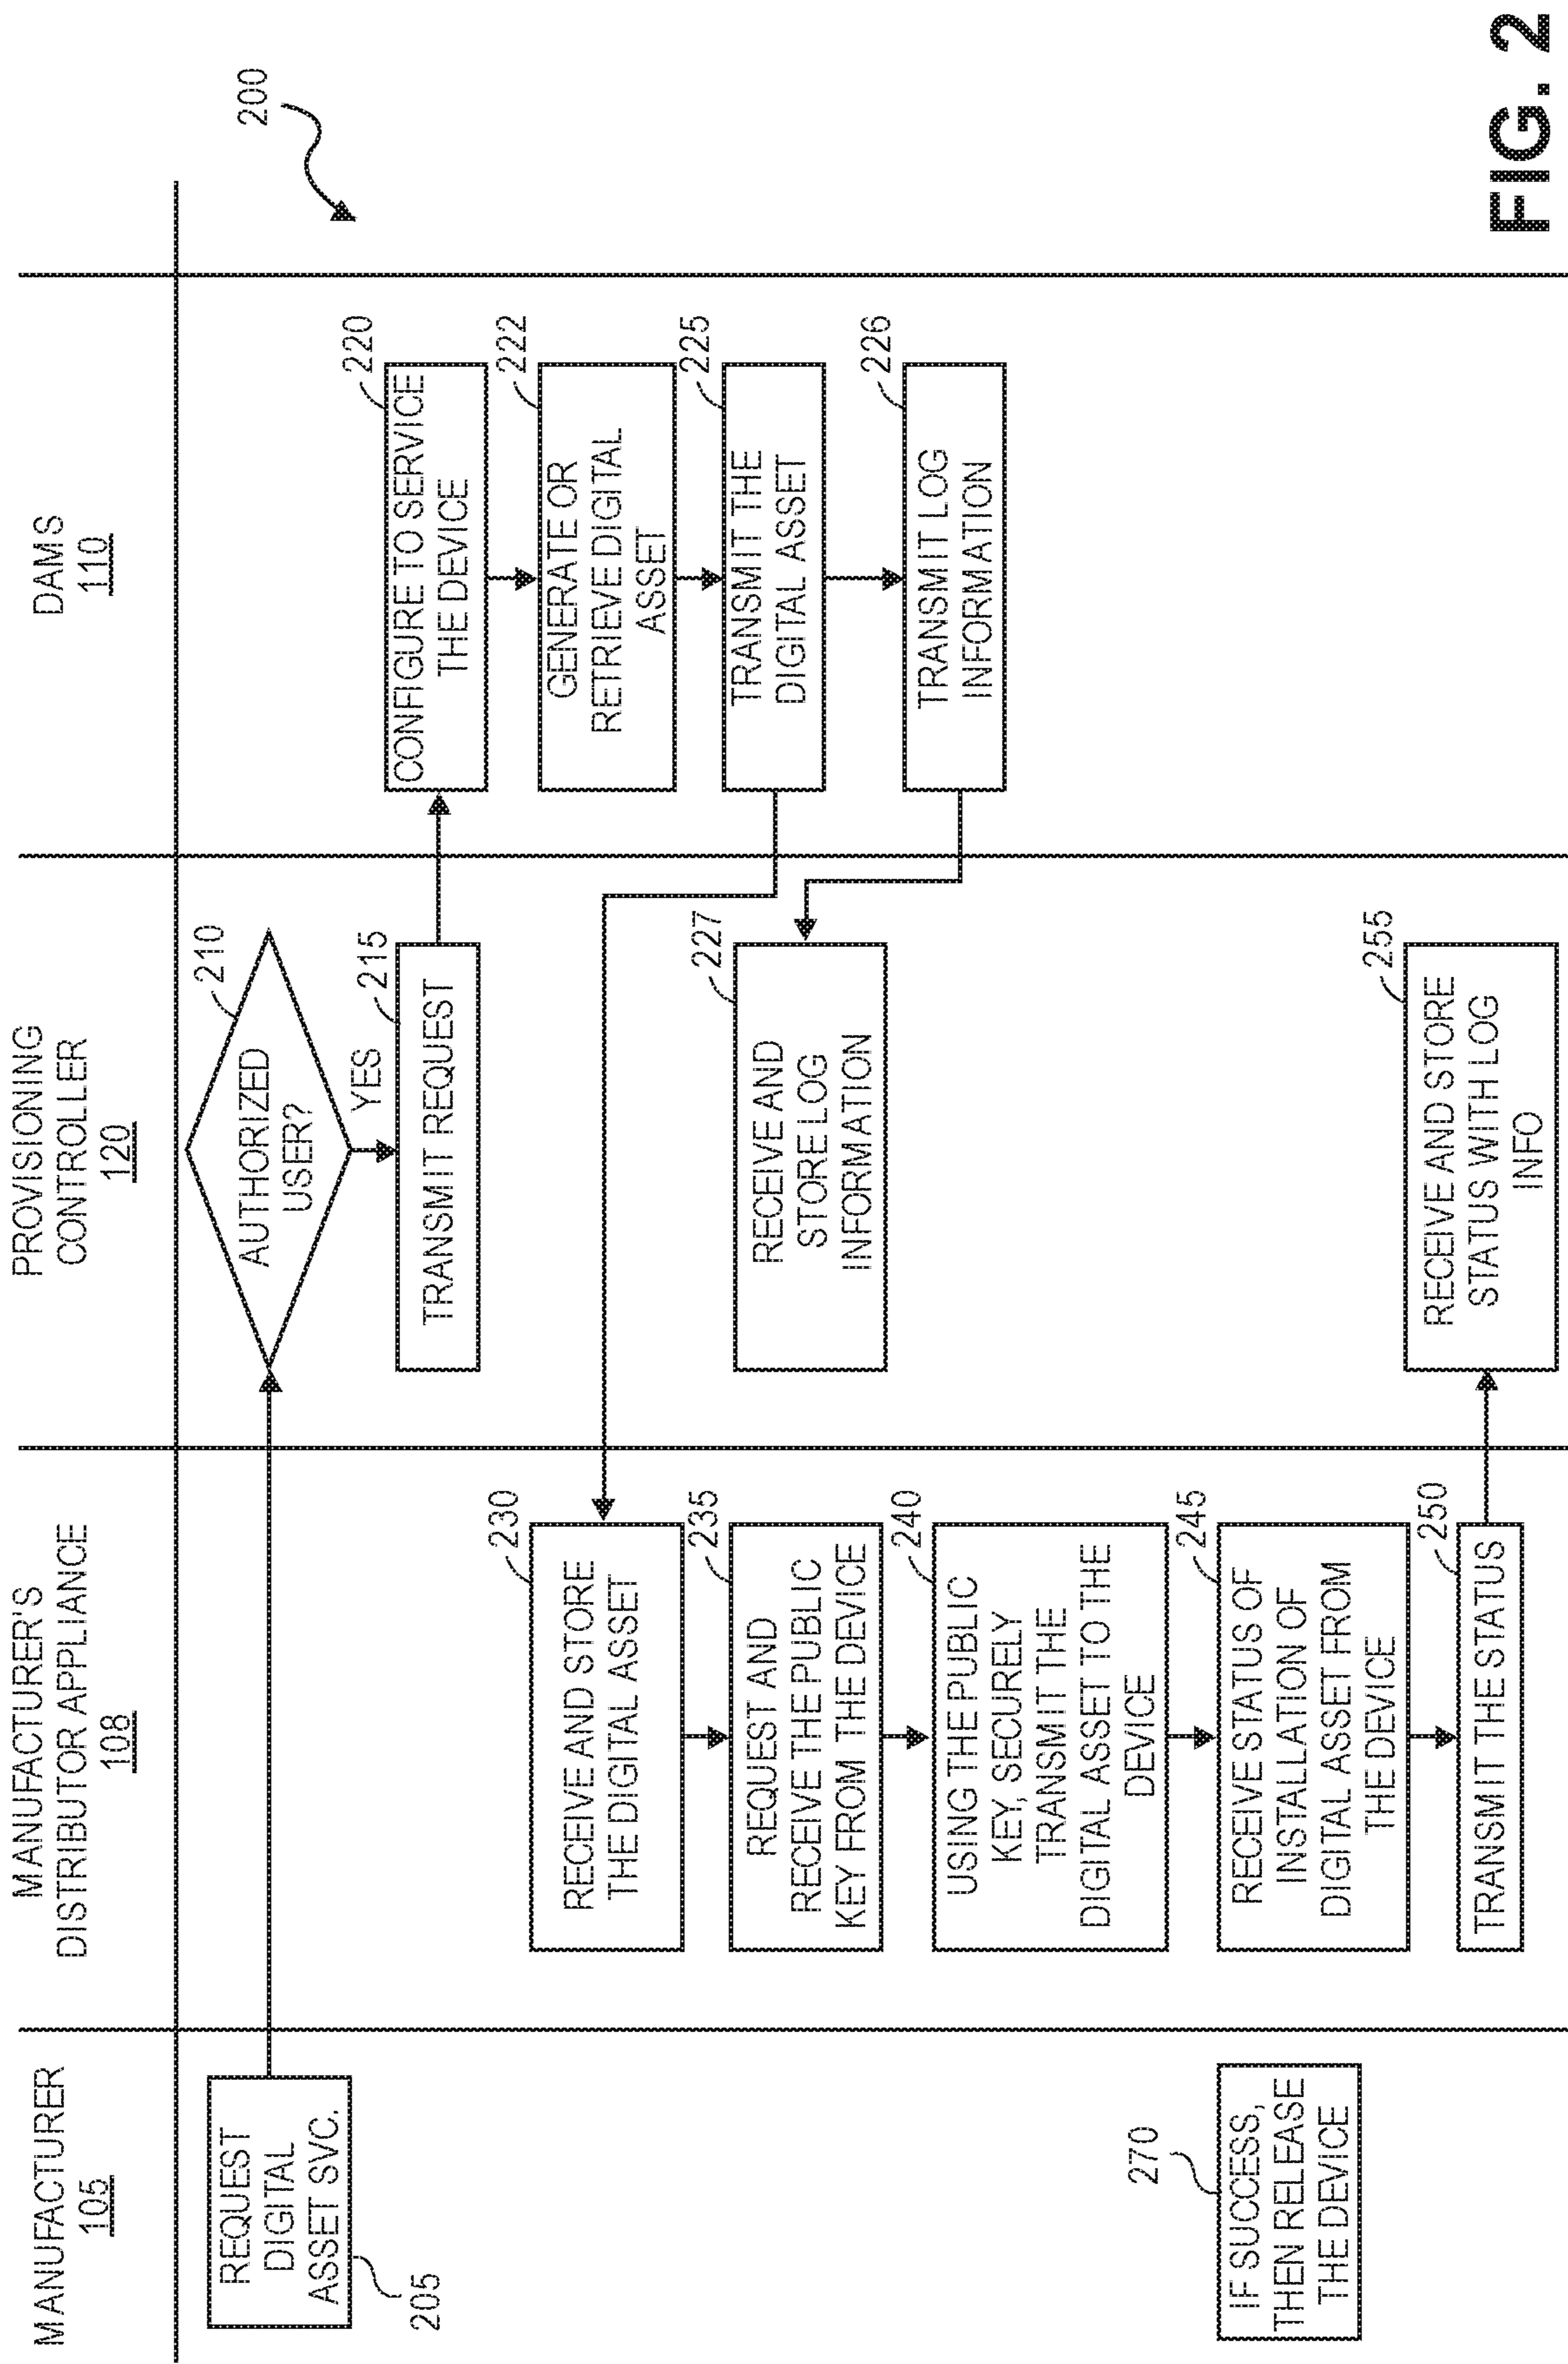 MANUFACTURER
105
MANUFACTURER'S
DISTRIBUTOR APPLIANCE
108
PROVISIONING
CONTROLLER
120
DAMS
110
200
REQUEST
DIGITAL
ASSET SVC.
205
AUTHORIZED
USER?
210
YES
TRANSMIT REQUEST
215
CONFIGURE TO SERVICE
THE DEVICE
220
GENERATE OR
RETRIEVE DIGITAL
ASSET
222
TRANSMIT THE
DIGITAL ASSET
225
TRANSMIT LOG
INFORMATION
226
RECEIVE AND
STORE LOG
INFORMATION
227
RECEIVE AND STORE
THE DIGITAL ASSET
230
REQUEST AND
RECEIVE THE PUBLIC
KEY FROM THE DEVICE
235
USING THE PUBLIC
KEY, SECURELY
TRANSMIT THE
DIGITAL ASSET TO THE
DEVICE
240
RECEIVE STATUS OF
INSTALLATION OF
DIGITAL ASSET FROM
THE DEVICE
245
TRANSMIT THE STATUS
250
RECEIVE AND STORE
STATUS WITH LOG
INFO
255
IF SUCCESS,
THEN RELEASE
THE DEVICE
270
FIG. 2